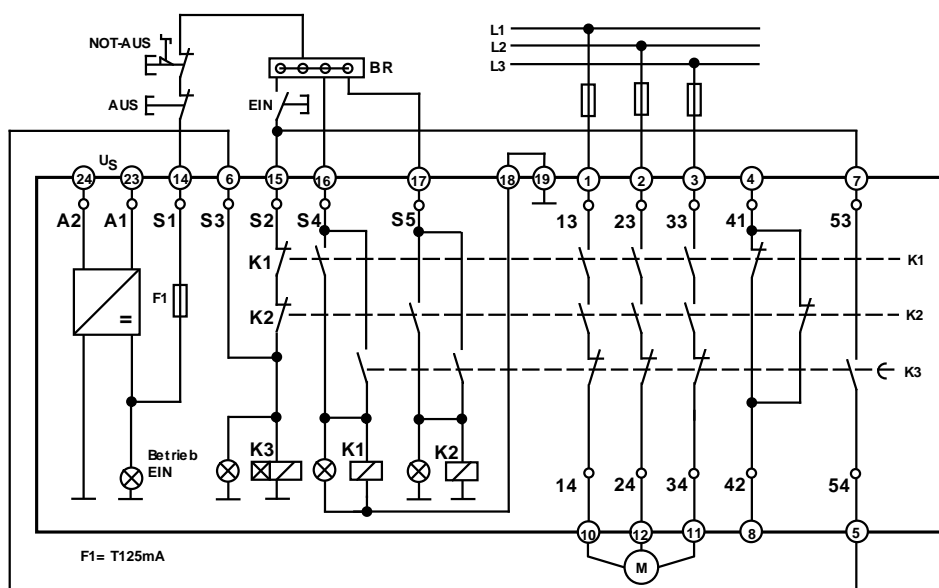 NOT-AUS
AUS
EIN
BR
L1
L2
L3
U S
24 23 14 6 15 16 17 18 19 1 2 3 4 7
A2 A1 S1 S3 S2 S4 S5 13 23 33 41 53
K1 K1
K2 K2
F1
=
K3
Betrieb
EIN
K3 K1 K2
14 24 34 42 54
10 12 11 8 5
M
F1= T125mA